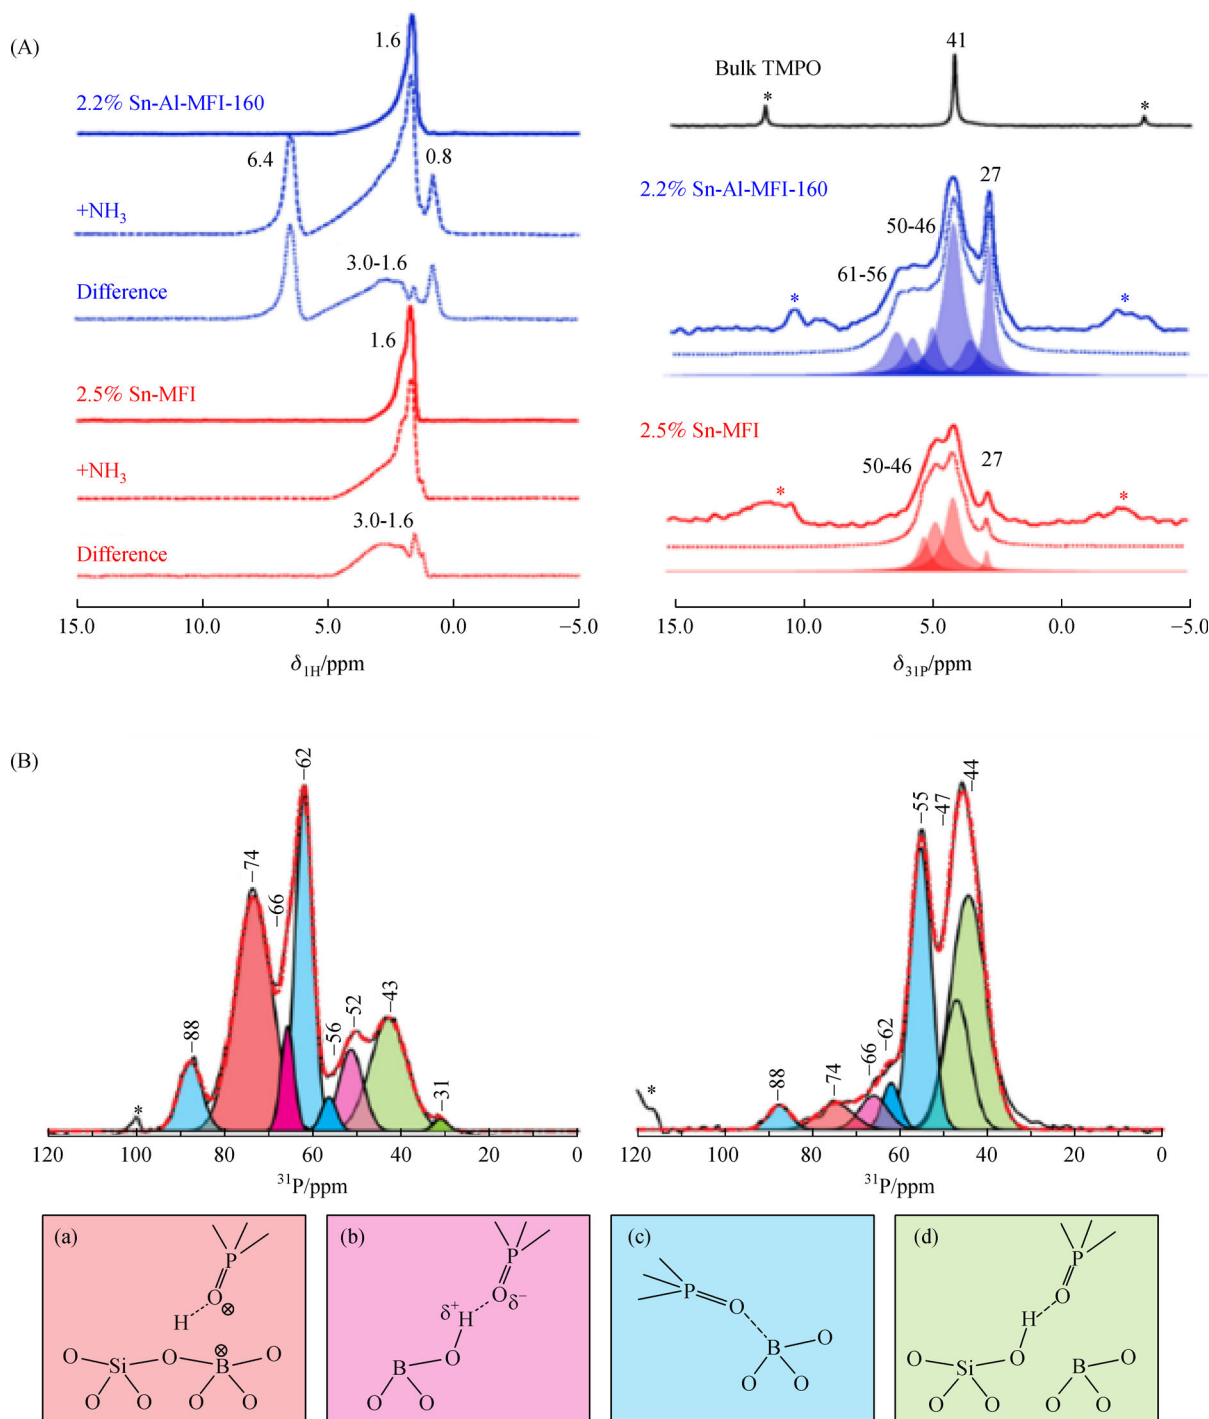 (A)
1.6
2.2% Sn-Al-MFI-160
6.4
0.8
+NH₃
3.0-1.6
Difference
1.6
2.5% Sn-MFI
+NH₃
3.0-1.6
Difference
15.0 10.0 5.0 0.0 −5.0
δ₁H/ppm
41
Bulk TMPO
* *
2.2% Sn-Al-MFI-160
27
50-46
61-56
* *
2.5% Sn-MFI
50-46 27
* *
15.0 10.0 5.0 0.0 -5.0
δ₃₁P/ppm
(B)
−88
−74
−66
−62
−56
−52
−43
−31
*
120 100 80 60 40 20 0
³¹P/ppm
−88
−74
−66
−62
−55
−47
−44
*
120 100 80 60 40 20 0
³¹P/ppm
(a)
P
O
⊗
H
⊗
O Si O B O
O O O O
(b)
P
δ⁺ H O δ⁻
B O
O O
(c)
P O
B O
O O
(d)
P
H O
O Si O B O
O O O O